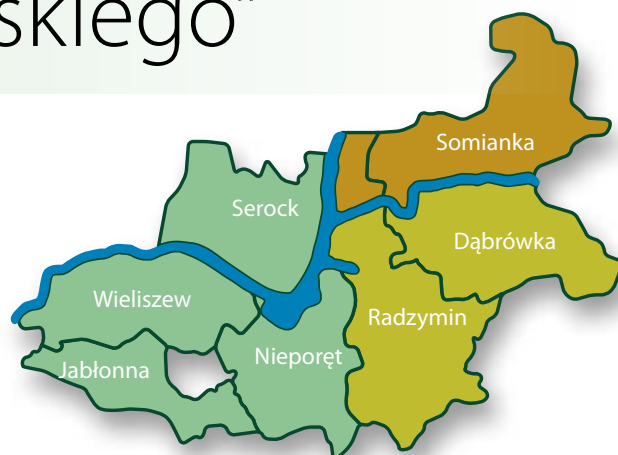 skiego"
Somianka
Serock
Dąbrówka
Wieliszew
Radzymin
Nieporęt
Jabłonna